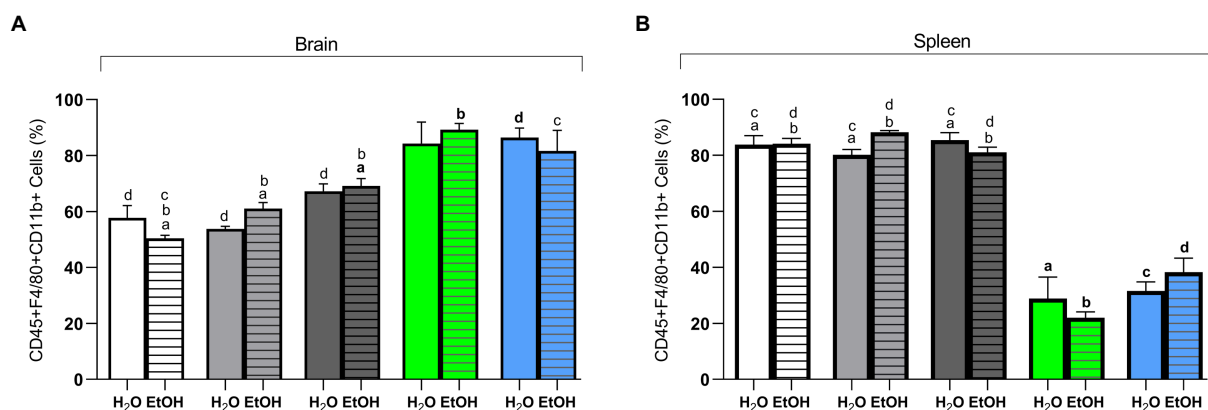 A
Brain
CD45+F4/80+CD11b+ Cells (%)
100
80
60
40
20
0
d
c
b
a
d
b
a
d
b
a
b
d
c
H₂O EtOH H₂O EtOH H₂O EtOH H₂O EtOH H₂O EtOH
B
Spleen
CD45+F4/80+CD11b+ Cells (%)
100
80
60
40
20
0
c
a
d
b
c
a
d
b
c
a
d
b
a
b
c
d
H₂O EtOH H₂O EtOH H₂O EtOH H₂O EtOH H₂O EtOH